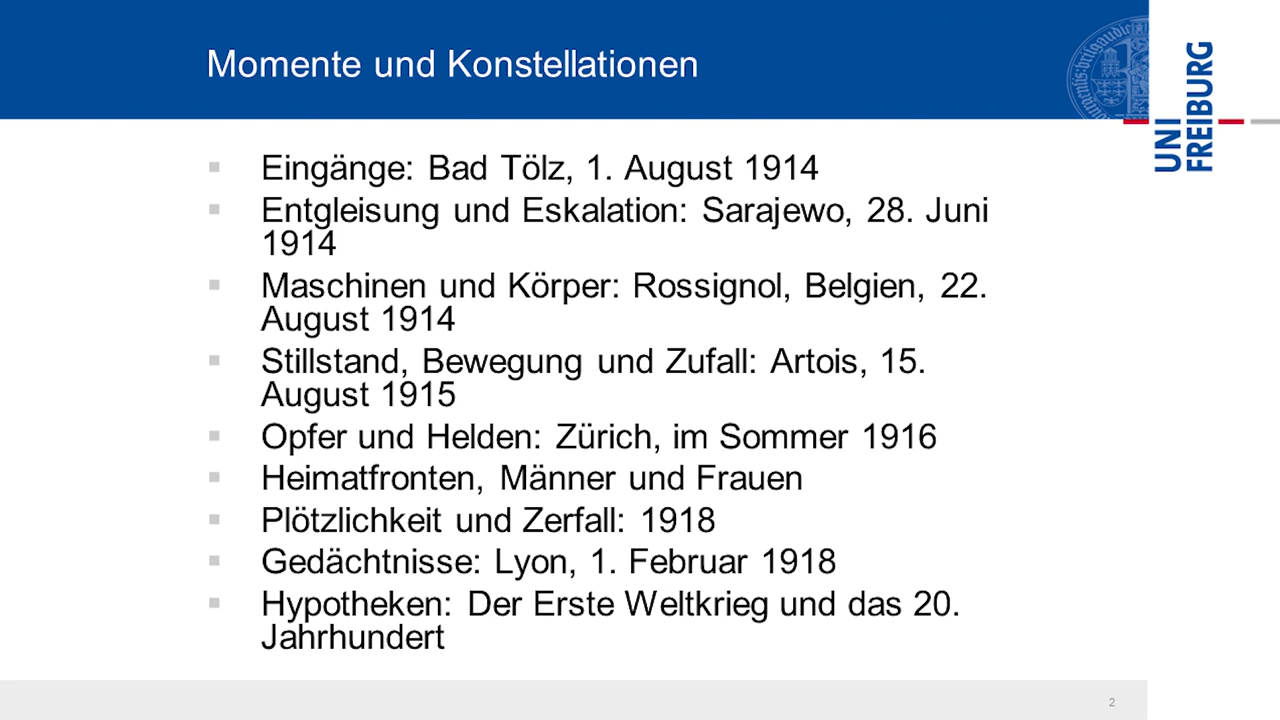 Momente und Konstellationen
UNI
FREIBURG
Eingänge: Bad Tölz, 1. August 1914
Entgleisung und Eskalation: Sarajewo, 28. Juni
1914
Maschinen und Körper: Rossignol, Belgien, 22.
August 1914
Stillstand, Bewegung und Zufall: Artois, 15.
August 1915
Opfer und Helden: Zürich, im Sommer 1916
Heimatfronten, Männer und Frauen
Plötzlichkeit und Zerfall: 1918
Gedächtnisse: Lyon, 1. Februar 1918
Hypotheken: Der Erste Weltkrieg und das 20.
Jahrhundert
2